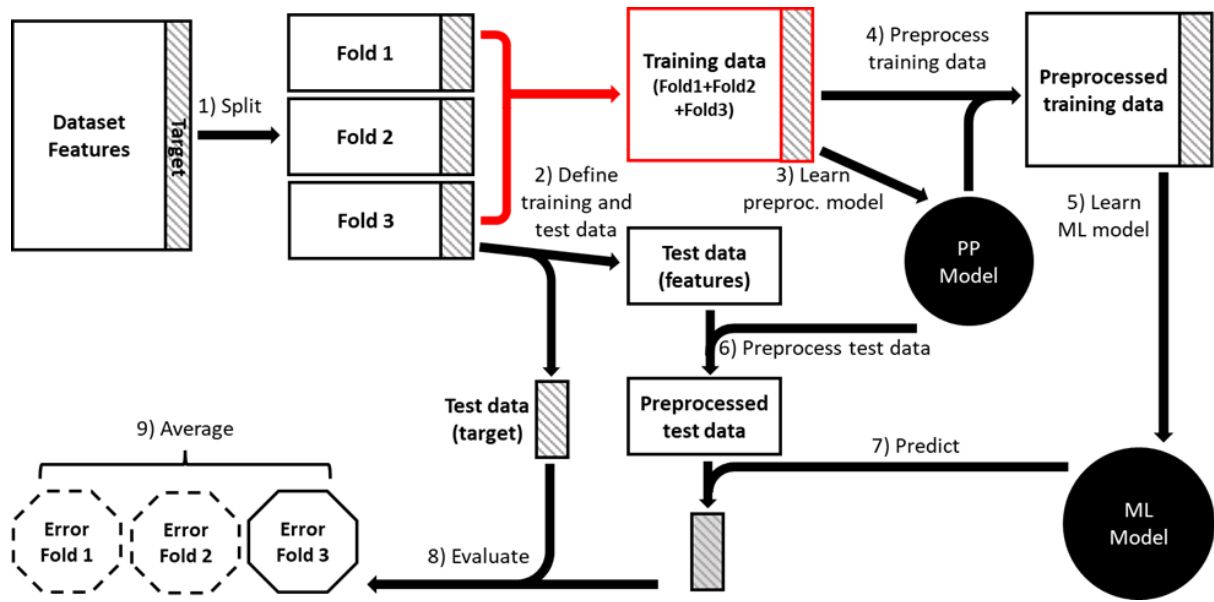 Dataset
Features
Target
1) Split
Fold 1
Fold 2
Fold 3
2) Define
training and
test data
Training data
(Fold1+Fold2
+Fold3)
4) Preprocess
training data
Preprocessed
training data
3) Learn
preproc. model
PP
Model
5) Learn
ML model
Test data
(features)
6) Preprocess test data
Test data
(target)
Preprocessed
test data
7) Predict
ML
Model
8) Evaluate
9) Average
Error
Fold 1
Error
Fold 2
Error
Fold 3